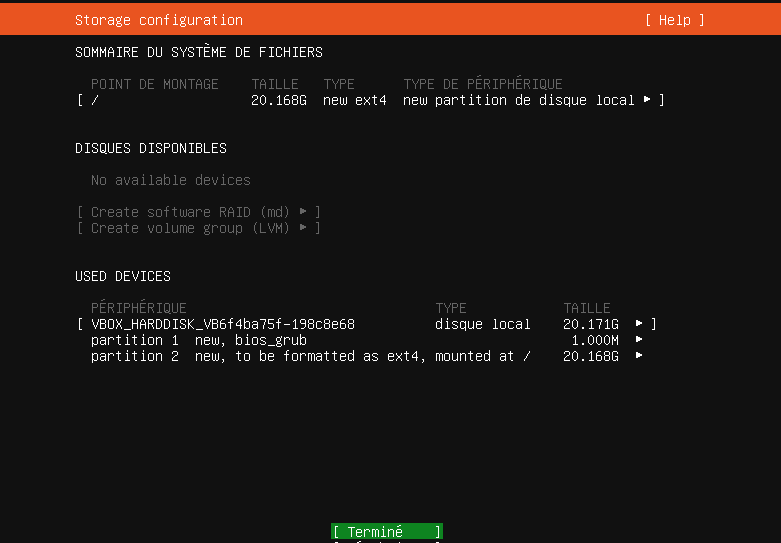 Storage configuration [ Help ]
SOMMAIRE DU SYSTÈME DE FICHIERS
POINT DE MONTAGE TAILLE TYPE TYPE DE PÉRIPHÉRIQUE
[ / 20.168G new ext4 new partition de disque local ▸ ]
DISQUES DISPONIBLES
No available devices
[ Create software RAID (md) ▸ ]
[ Create volume group (LVM) ▸ ]
USED DEVICES
PÉRIPHÉRIQUE TYPE TAILLE
[ VBOX_HARDDISK_VB6f4ba75f-198c8e68 disque local 20.171G ▸ ]
partition 1 new, bios_grub 1.000M ▸
partition 2 new, to be formatted as ext4, mounted at / 20.168G ▸
[ Terminé ]